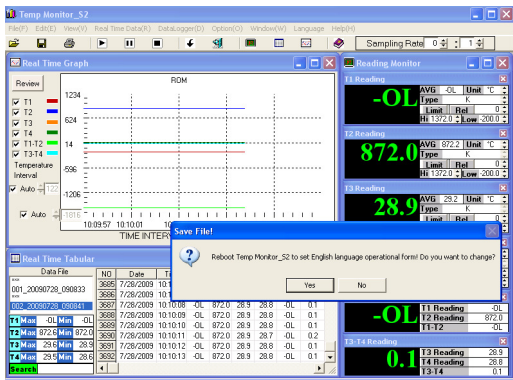 Temp Monitor_S2
File(F) Edit(E) View(V) Real Time Data(R) DataLogger(D) Option(O) Window(W) Language Help(H)
Sampling Rate 0 : 1
Real Time Graph
Review
ROM
T1
T2
T3
T4
T1-T2
T3-T4
Temperature
Interval
Auto 122
Auto -1816
1234
624
14
-596
-1206
10:09:57 10:10:01
TIME INTER
Real Time Tabular
Data File
***
001_20090728_090833
***
002_20090728_090841
T1 Max -OL Min -OL
T2 Max 872.6 Min 872.0
T3 Max 29.6 Min 28.9
T4 Max 29.5 Min 28.6
Search
NO Date
3685 7/28/2009
3686 7/28/2009
3687 7/28/2009
3688 7/28/2009 10:10:08 -OL 872.0 28.9 28.8 -OL 0.1
3689 7/28/2009 10:10:09 -OL 872.0 28.9 28.8 -OL 0.1
3689 7/28/2009 10:10:10 -OL 872.0 28.9 28.8 -OL 0.1
3690 7/28/2009 10:10:11 -OL 872.0 28.9 28.7 -OL 0.2
3691 7/28/2009 10:10:12 -OL 872.0 28.9 28.8 -OL 0.1
3692 7/28/2009 10:10:13 -OL 872.0 28.9 28.8 -OL 0.1
Reading Monitor
T1 Reading
-OL
AVG -OL Unit °C
Type K
Limit Rel 0
Hi 1372.0 Low -200.0
T2 Reading
872.0
AVG 872.2 Unit °C
Type K
Limit Rel 0
Hi 1372.0 Low -200.0
T3 Reading
28.9
AVG 29.2 Unit °C
Type K
Limit Rel 0
-OL
T1 Reading -OL
T2 Reading 872.0
T1-T2 -OL
T3-T4 Reading
0.1
T3 Reading 28.9
T4 Reading 28.8
T3-T4 0.1
Save File!
Reboot Temp Monitor_S2 to set English language operational form! Do you want to change?
Yes No